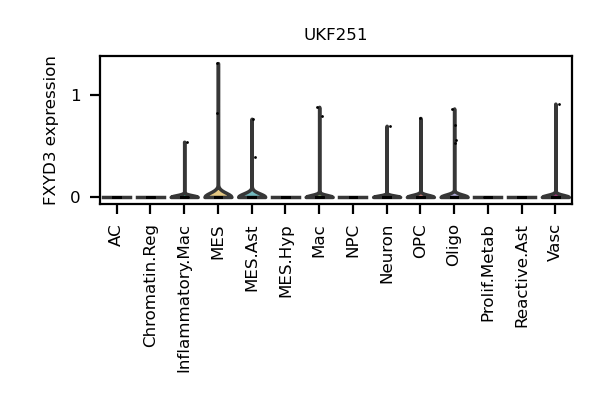 UKF251
FXYD3 expression
1
0
AC
Chromatin.Reg
Inflammatory.Mac
MES
MES.Ast
MES.Hyp
Mac
NPC
Neuron
OPC
Oligo
Prolif.Metab
Reactive.Ast
Vasc